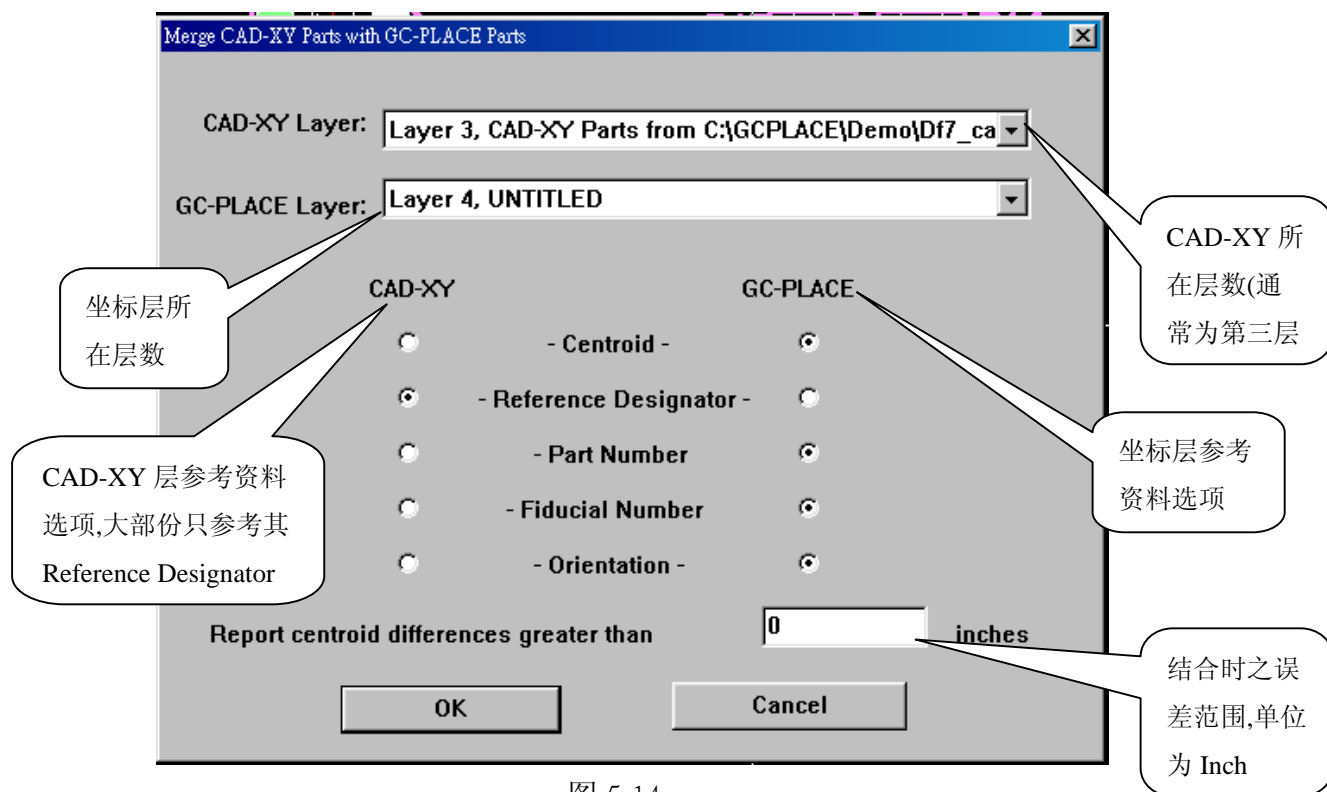 Merge CAD-XY Parts with GC-PLACE Parts
CAD-XY Layer:
Layer 3, CAD-XY Parts from C:\GCPLACE\Demo\Df7_ca
GC-PLACE Layer:
Layer 4, UNTITLED
CAD-XY 所
在层数(通
常为第三层
坐标层所
在层数
CAD-XY
GC-PLACE
- Centroid -
- Reference Designator -
- Part Number
- Fiducial Number
- Orientation -
CAD-XY 层参考资料
选项,大部份只参考其
Reference Designator
坐标层参考
资料选项
Report centroid differences greater than
0
inches
结合时之误
差范围,单位
为 Inch
OK
Cancel
图 5-14